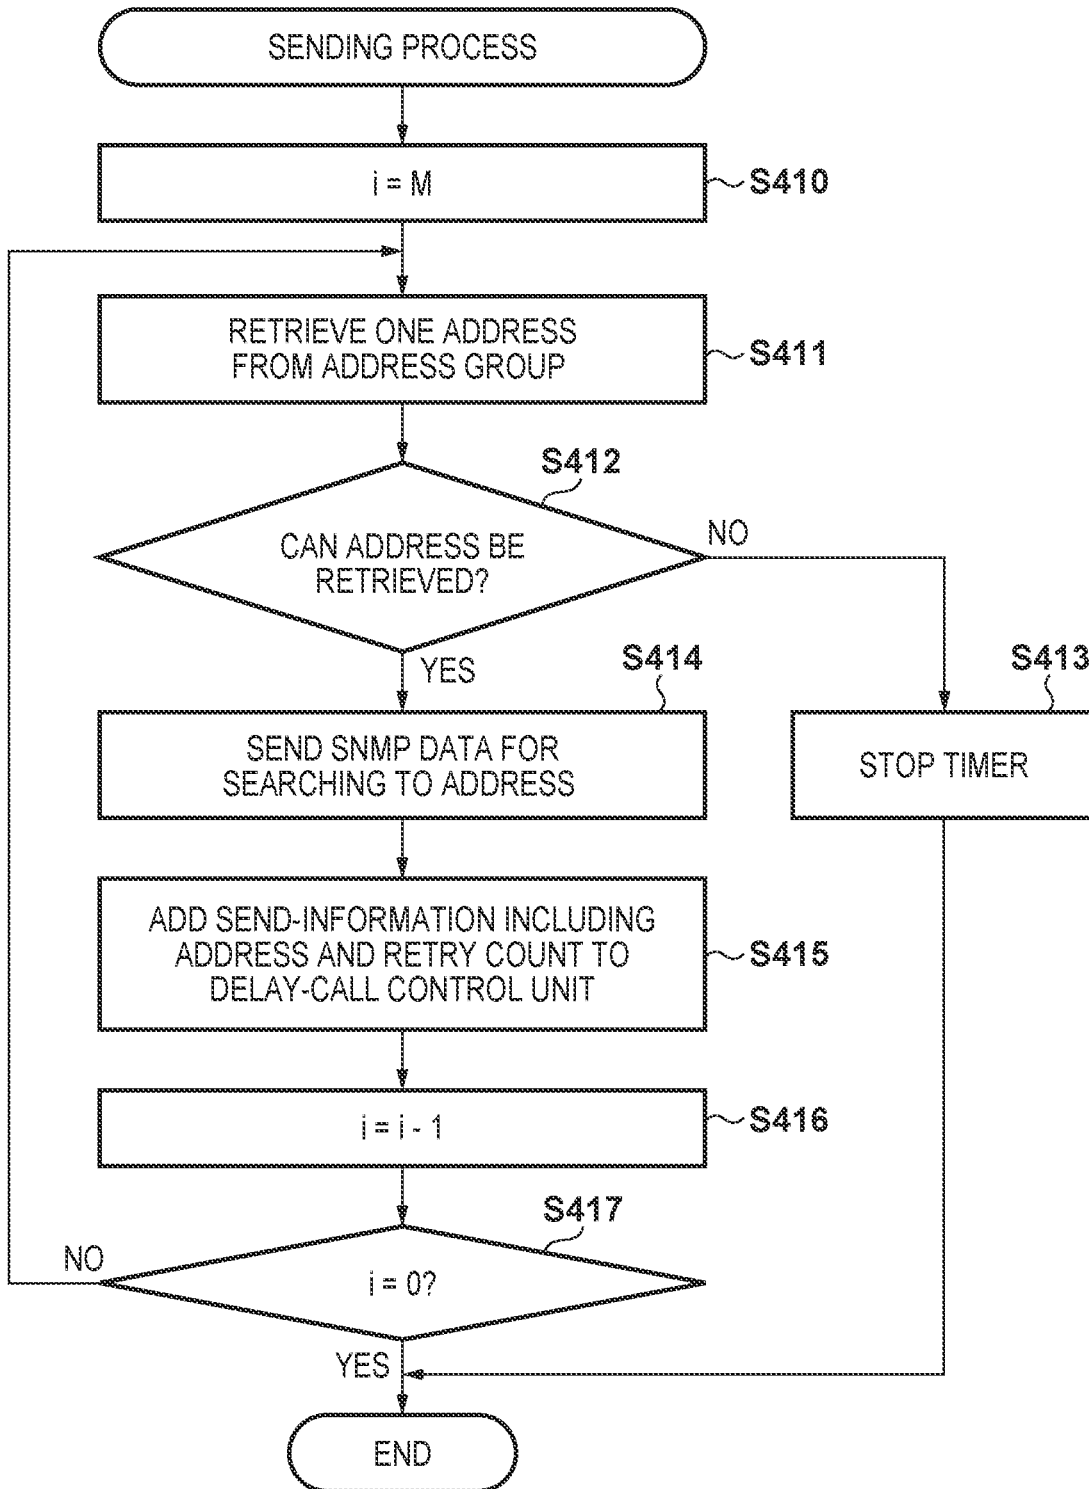 SENDING PROCESS
i = M
S410
RETRIEVE ONE ADDRESS
FROM ADDRESS GROUP
S411
S412
CAN ADDRESS BE
RETRIEVED?
NO
YES
S414
S413
SEND SNMP DATA FOR
SEARCHING TO ADDRESS
STOP TIMER
ADD SEND-INFORMATION INCLUDING
ADDRESS AND RETRY COUNT TO
DELAY-CALL CONTROL UNIT
S415
i = i - 1
S416
S417
NO
i = 0?
YES
END